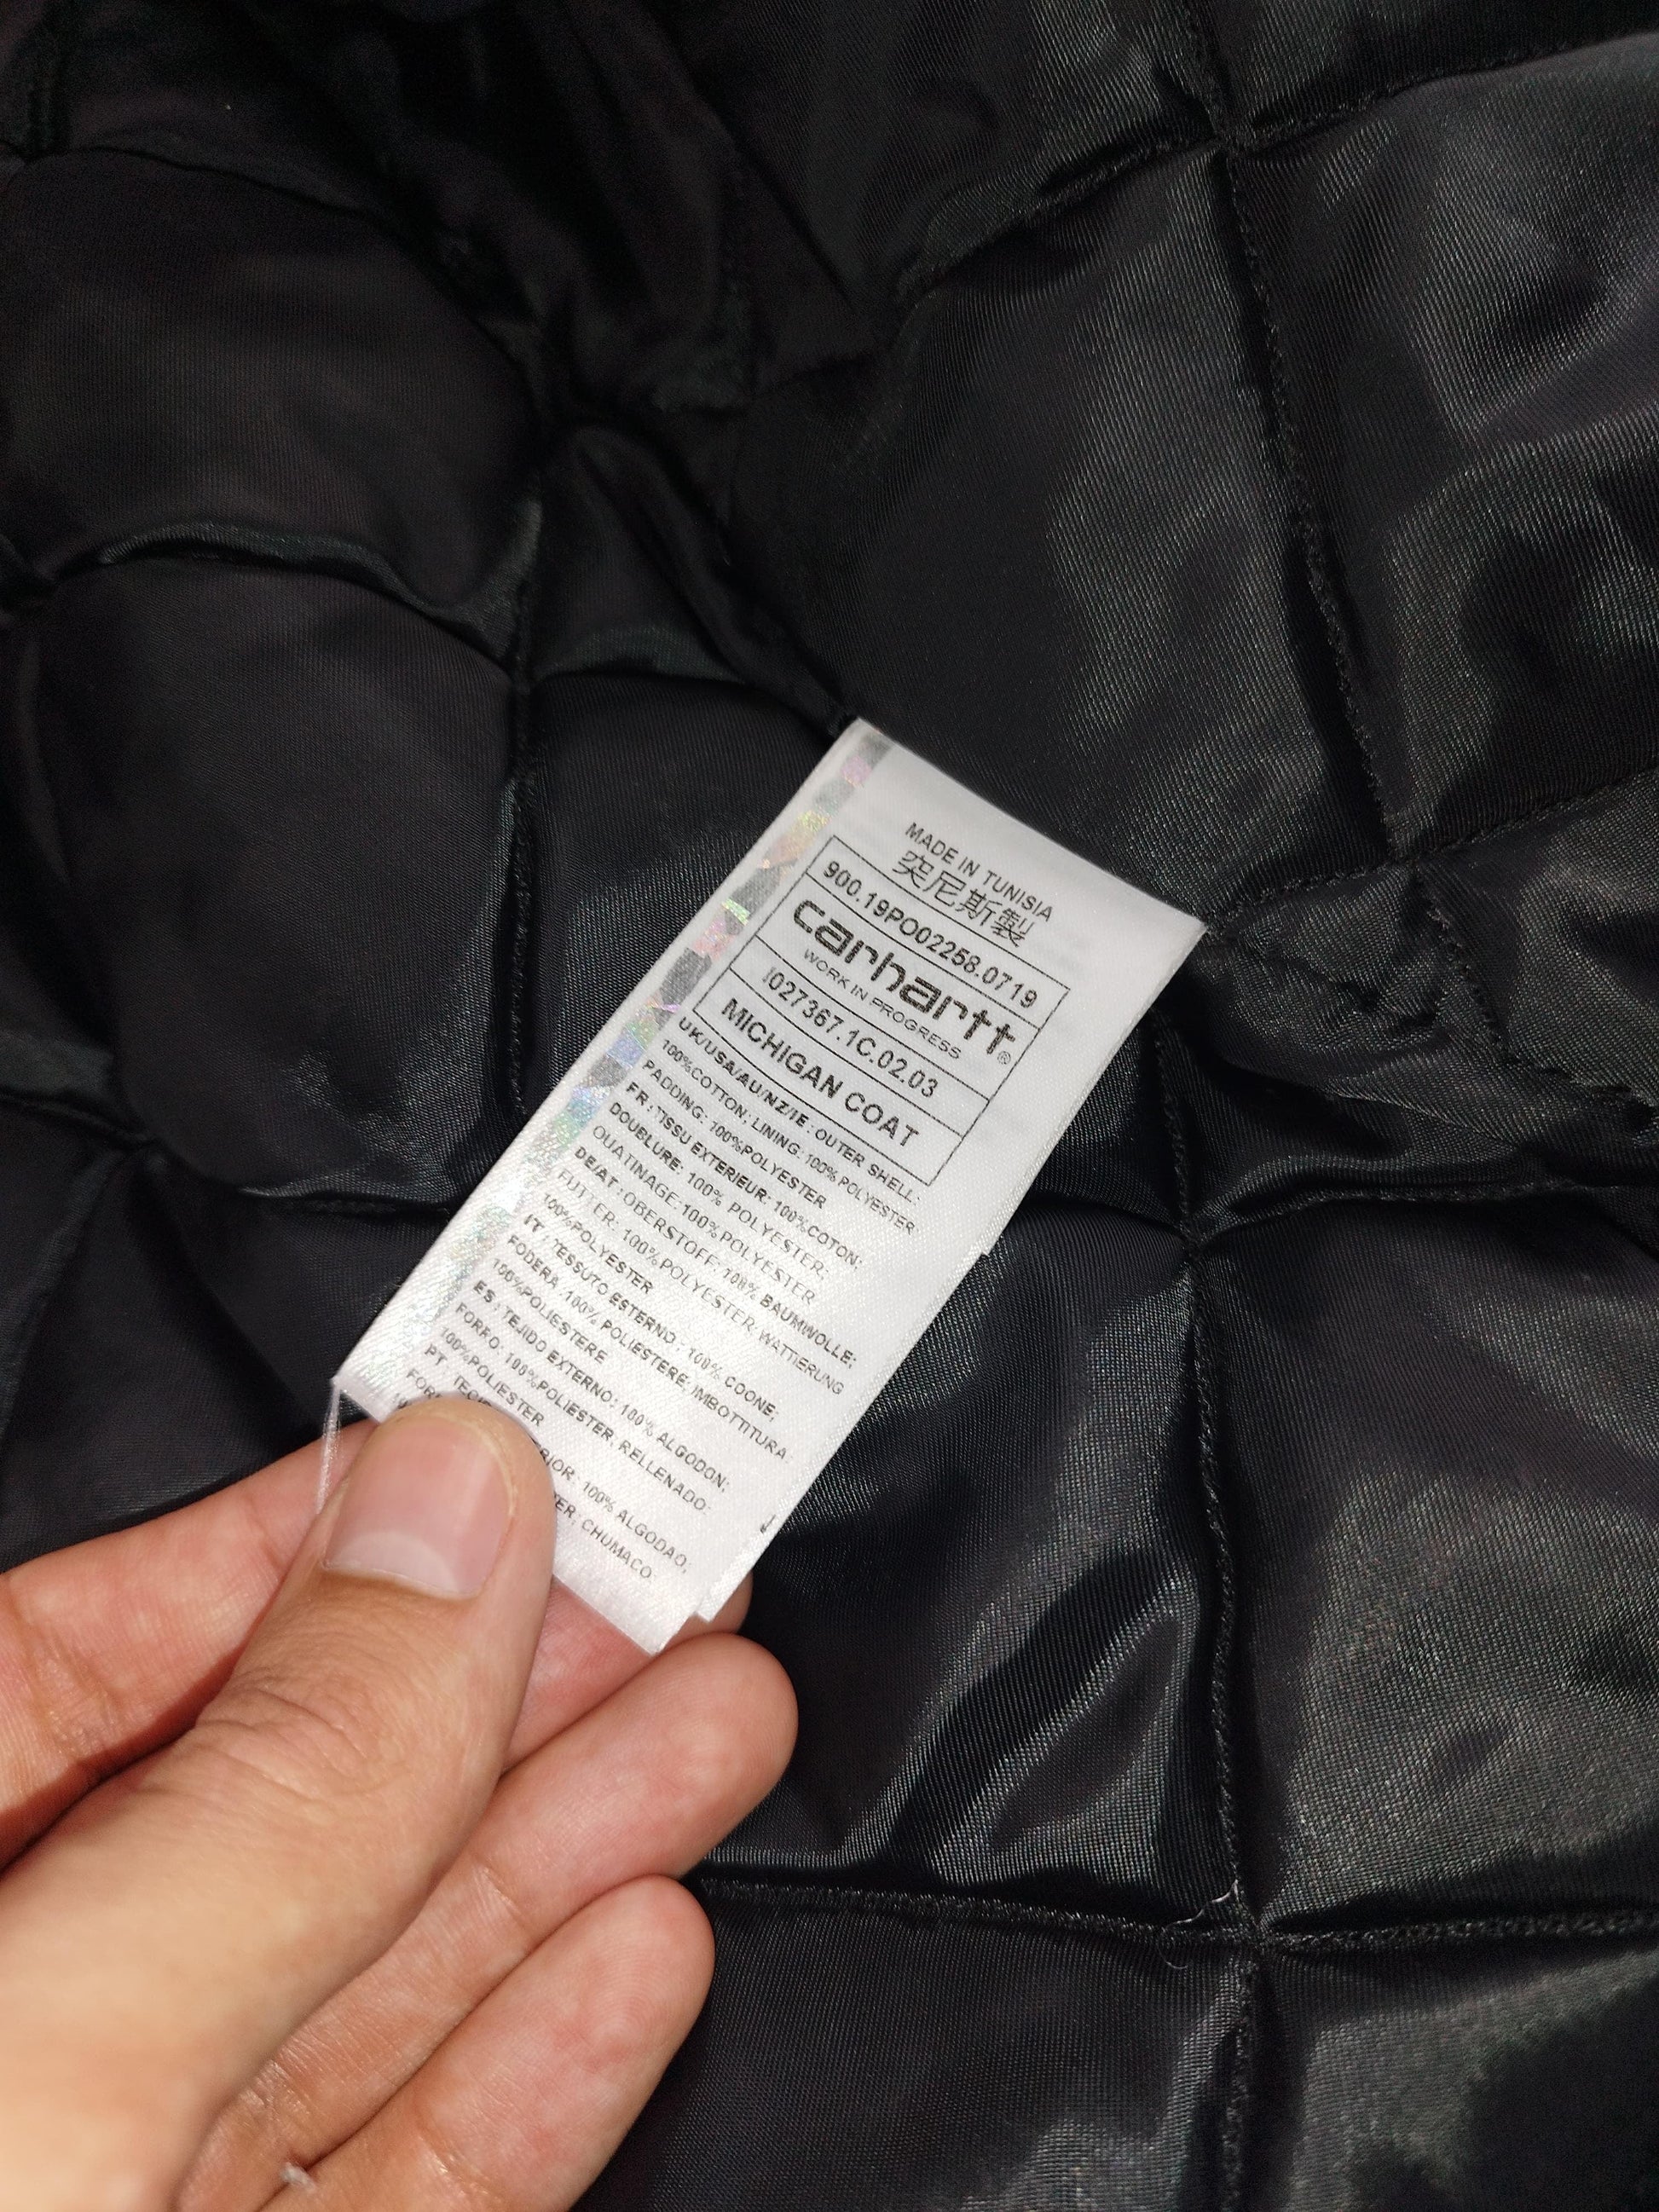 MADE IN TUNISIA
突尼斯製
900.19PO02258.0719
carhartt®
WORK IN PROGRESS
I027367.1C.02.03
MICHIGAN COAT
UK/USA/AU/NZ/IE : OUTER SHELL:
100%COTTON; LINING: 100% POLYESTER
PADDING: 100%POLYESTER
FR : TISSU EXTERIEUR: 100%COTON;
DOUBLURE: 100% POLYESTER;
OUATINAGE: 100%POLYESTER
DE/AT : OBERSTOFF: 100% BAUMWOLLE;
FUTTER: 100%POLYESTER; WATTIERUNG
100%POLYESTER
IT : TESSUTO ESTERNO : 100% COONE;
FODERA :100% POLIESTERE; IMBOTTITURA:
100%POLIESTERE
ES : TEJIDO EXTERNO: 100% ALGODON;
FORRO: 100%POLIESTER, RELLENADO:
100%POLIESTER
PT 100% ALGODAO,
CHUMACO: